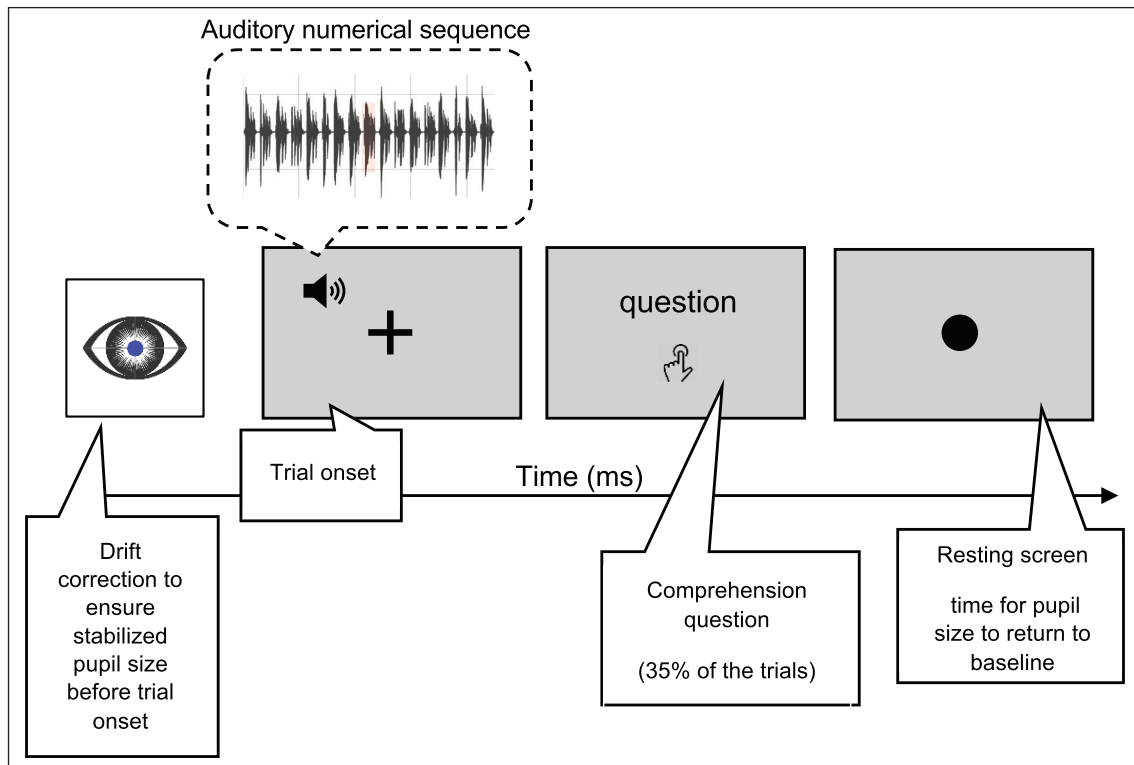 Auditory numerical sequence
question
Trial onset
Time (ms)
Drift
correction to
ensure
stabilized
pupil size
before trial
onset
Comprehension
question
(35% of the trials)
Resting screen
time for pupil
size to return to
baseline